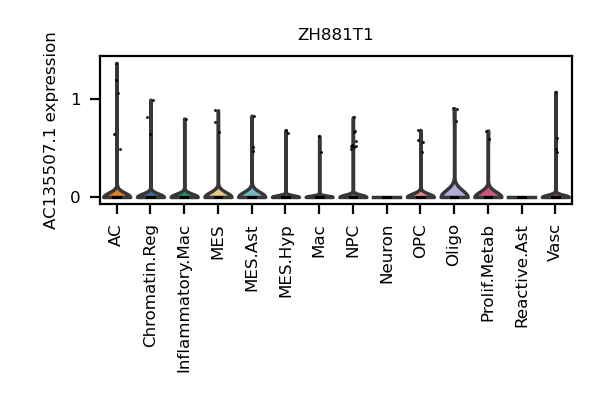 ZH881T1
AC135507.1 expression
1
0
AC
Chromatin.Reg
Inflammatory.Mac
MES
MES.Ast
MES.Hyp
Mac
NPC
Neuron
OPC
Oligo
Prolif.Metab
Reactive.Ast
Vasc